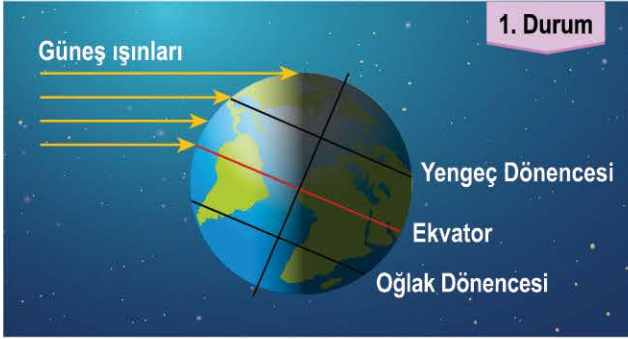 1. Durum
Güneş ışınları
Yengeç Dönencesi
Ekvator
Oğlak Dönencesi